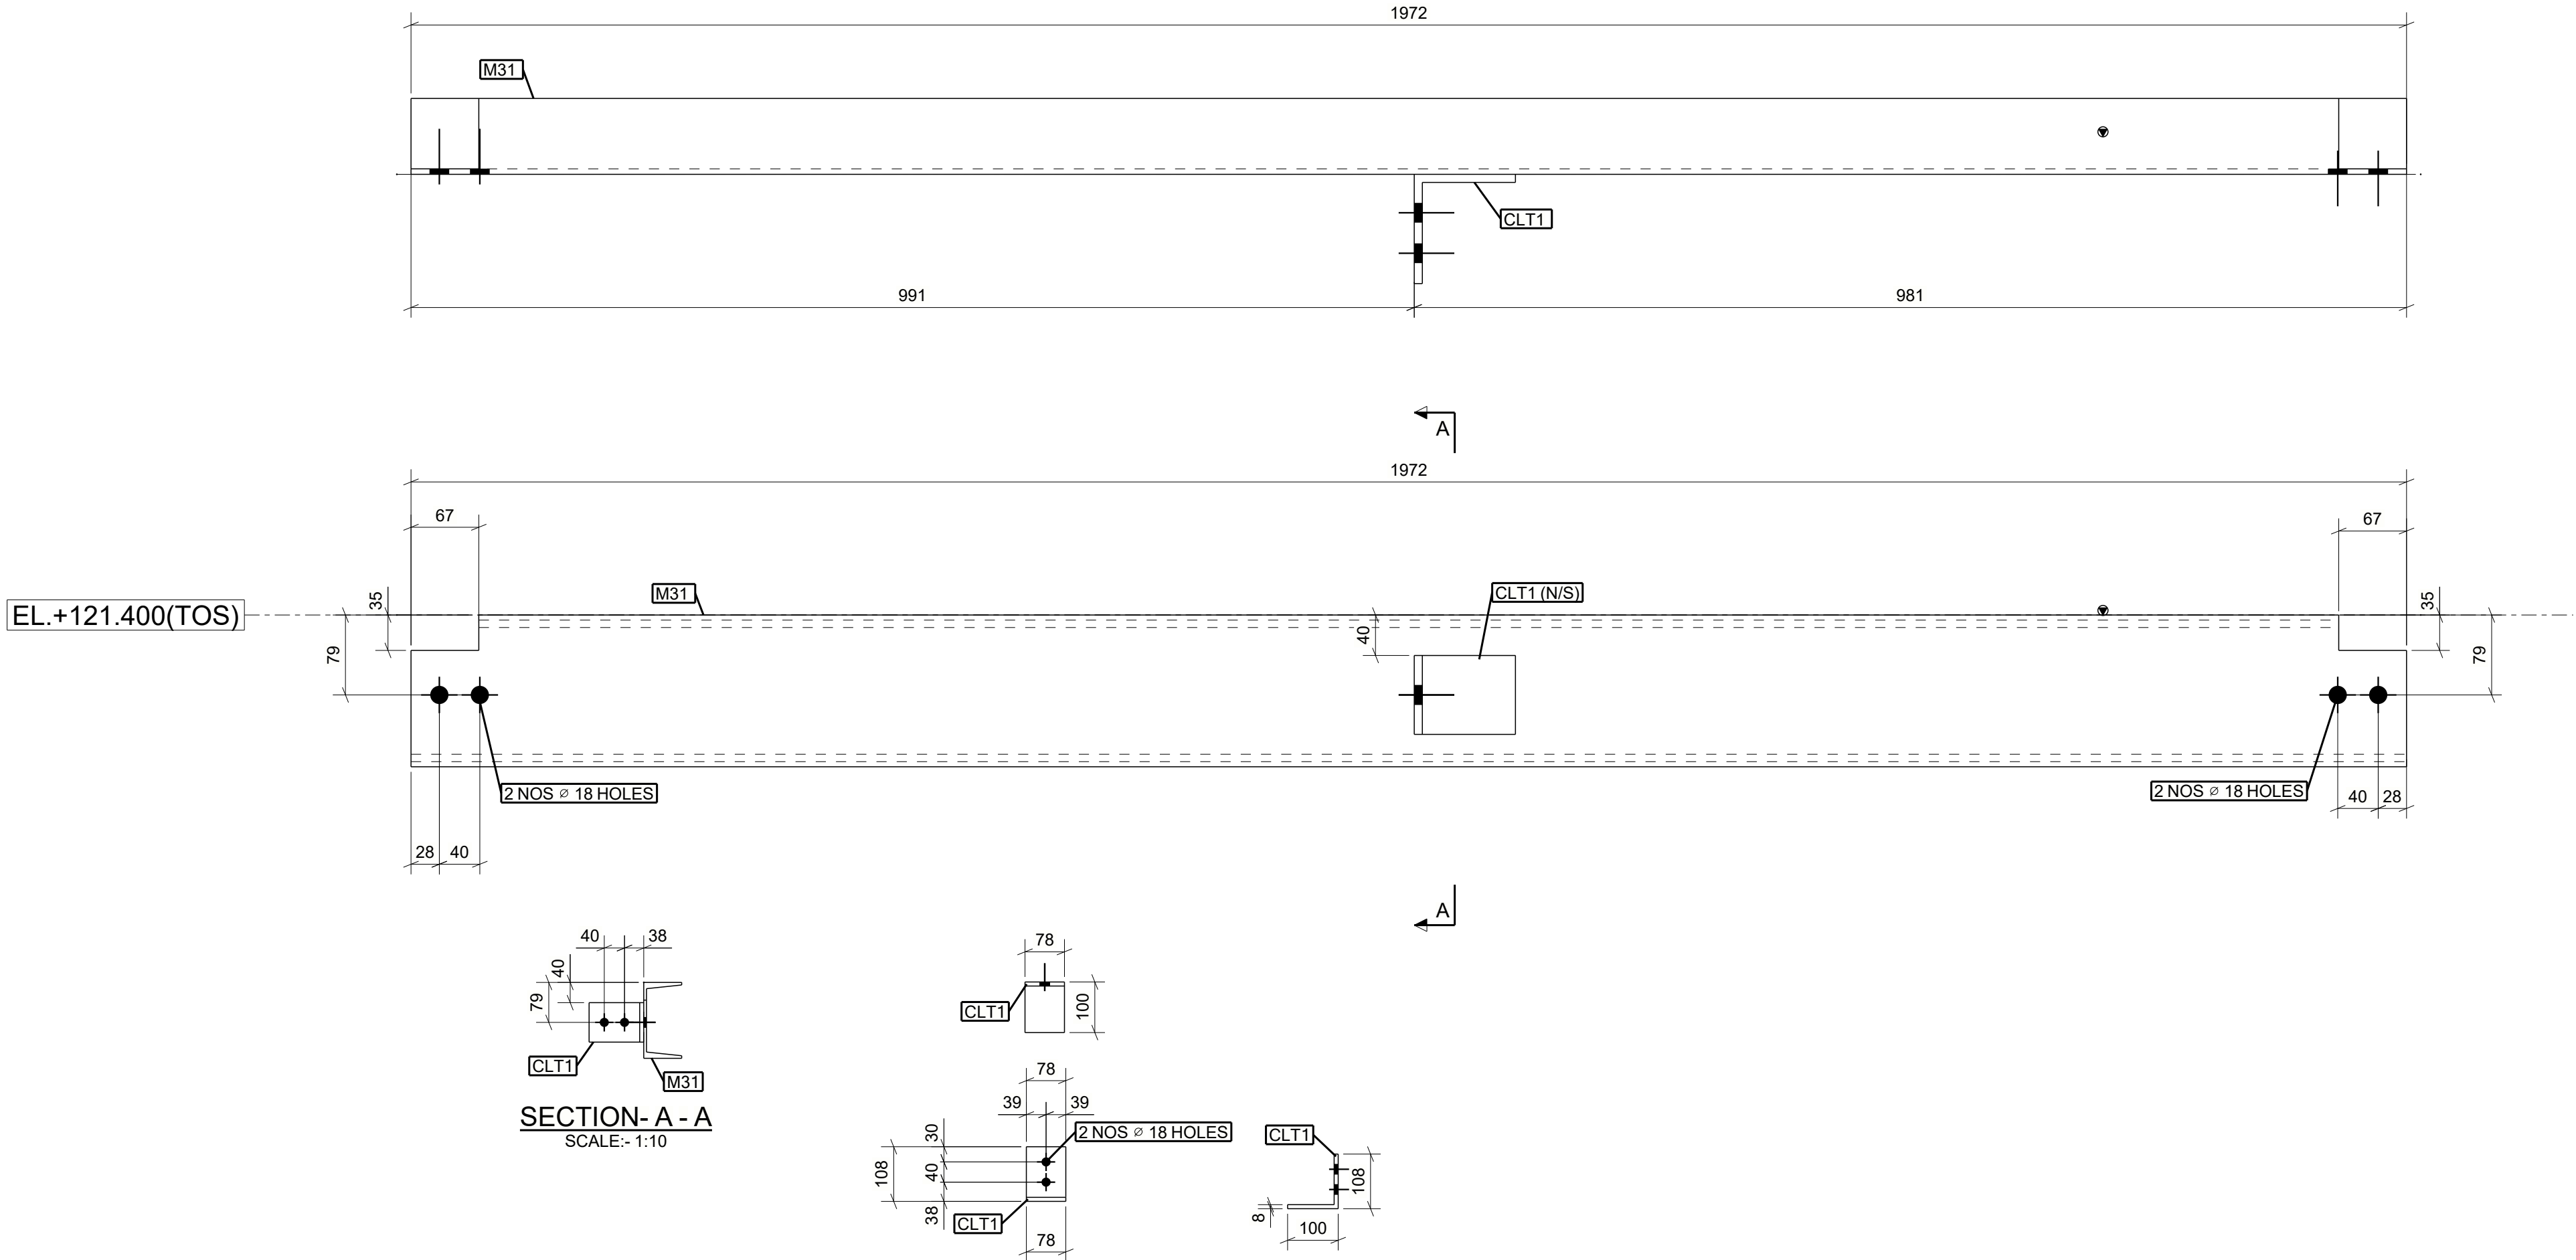 1972
M31
CLT1
991
981
A
1972
67
67
EL.+121.400(TOS)
35
79
M31
40
CLT1 (N/S)
35
79
2 NOS ⌀ 18 HOLES
2 NOS ⌀ 18 HOLES
40
28
28
40
A
40
38
40
79
CLT1
M31
SECTION- A - A
SCALE:- 1:10
78
CLT1
100
78
39
39
2 NOS ⌀ 18 HOLES
30
40
38
108
CLT1
78
CLT1
108
8
100